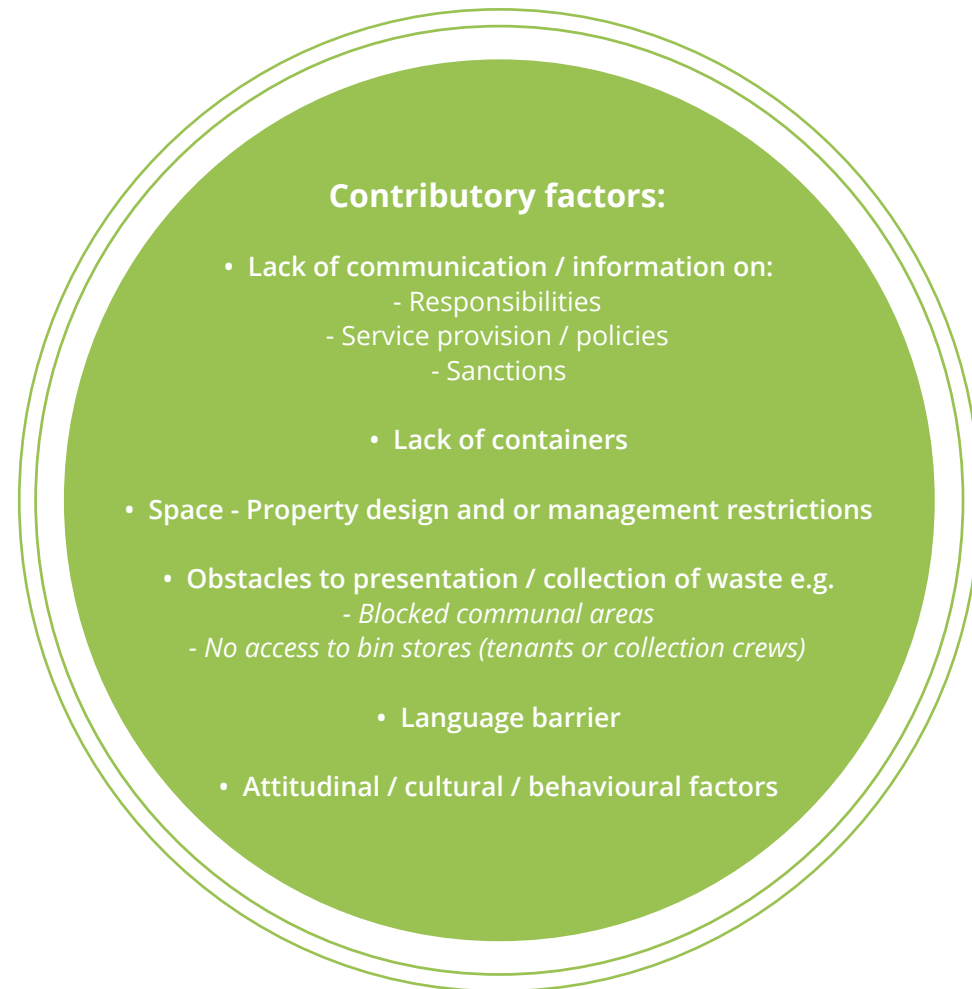 Contributory factors:
• Lack of communication / information on:
- Responsibilities
- Service provision / policies
- Sanctions
• Lack of containers
• Space - Property design and or management restrictions
• Obstacles to presentation / collection of waste e.g.
- Blocked communal areas
- No access to bin stores (tenants or collection crews)
• Language barrier
• Attitudinal / cultural / behavioural factors